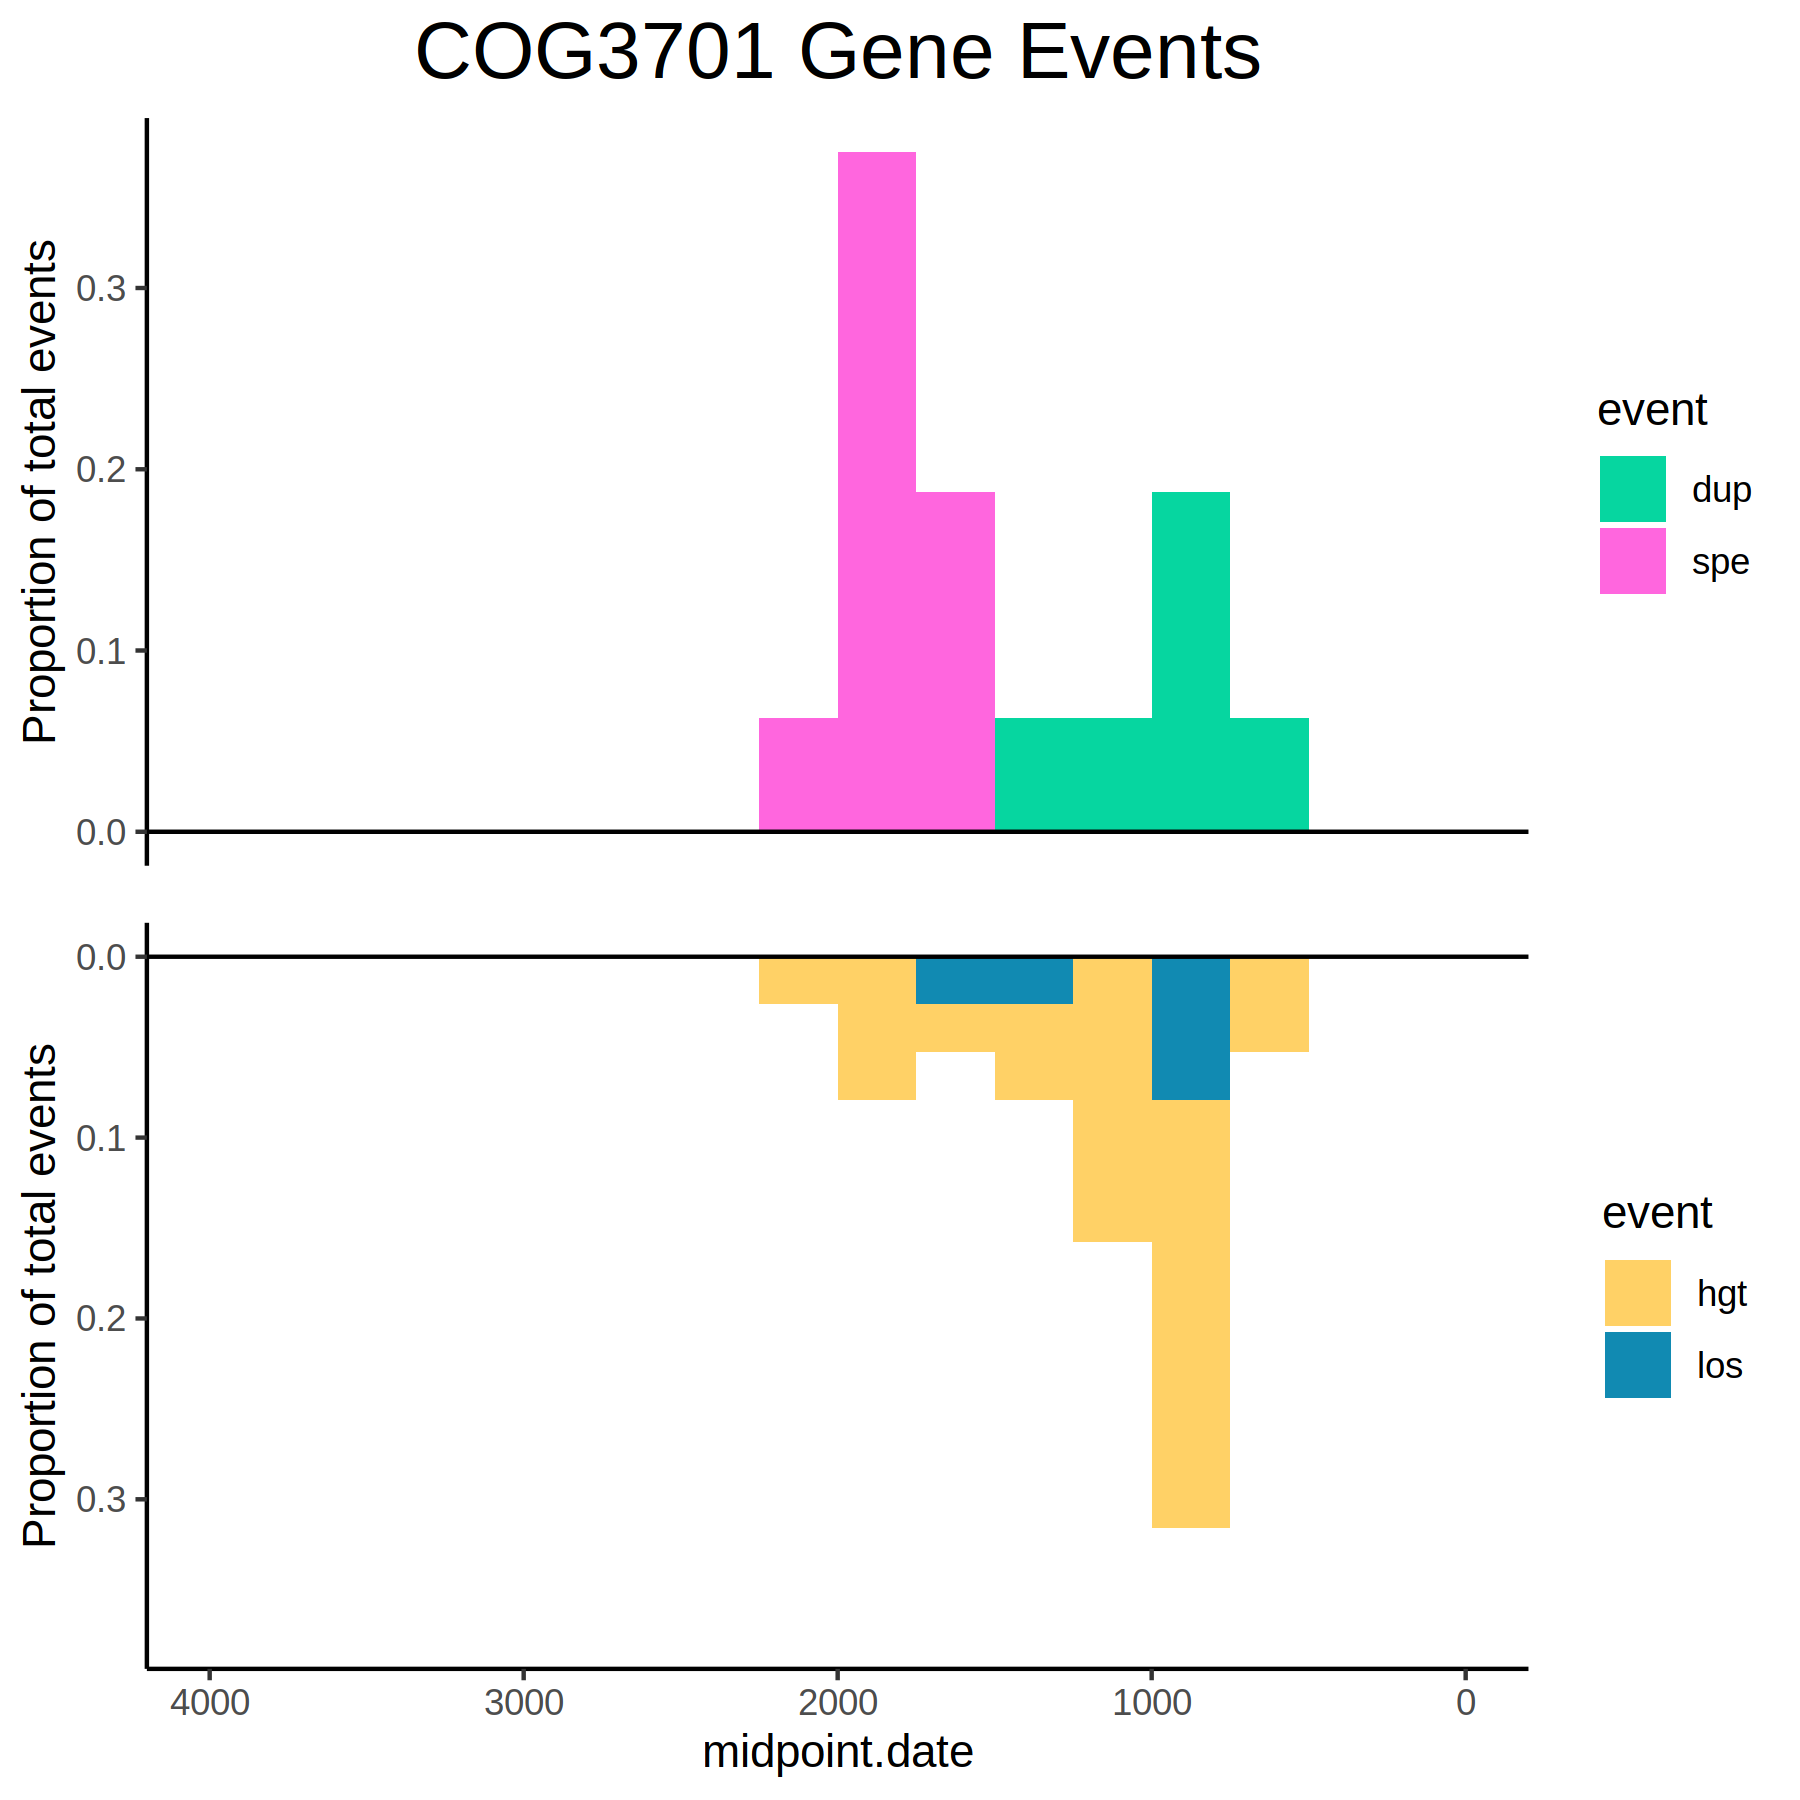 COG3701 Gene Events
Proportion of total events
0.3
0.2
0.1
0.0
event
dup
spe
Proportion of total events
0.0
0.1
0.2
0.3
event
hgt
los
4000 3000 2000 1000 0
midpoint.date